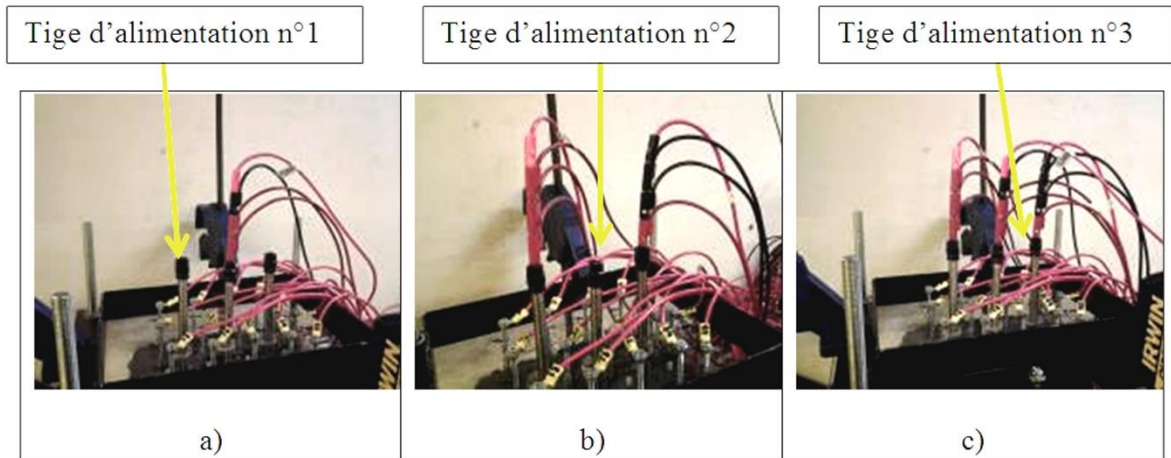 Tige d’alimentation n°1
Tige d’alimentation n°2
Tige d’alimentation n°3
IRWIN
IRWIN
a)
b)
c)